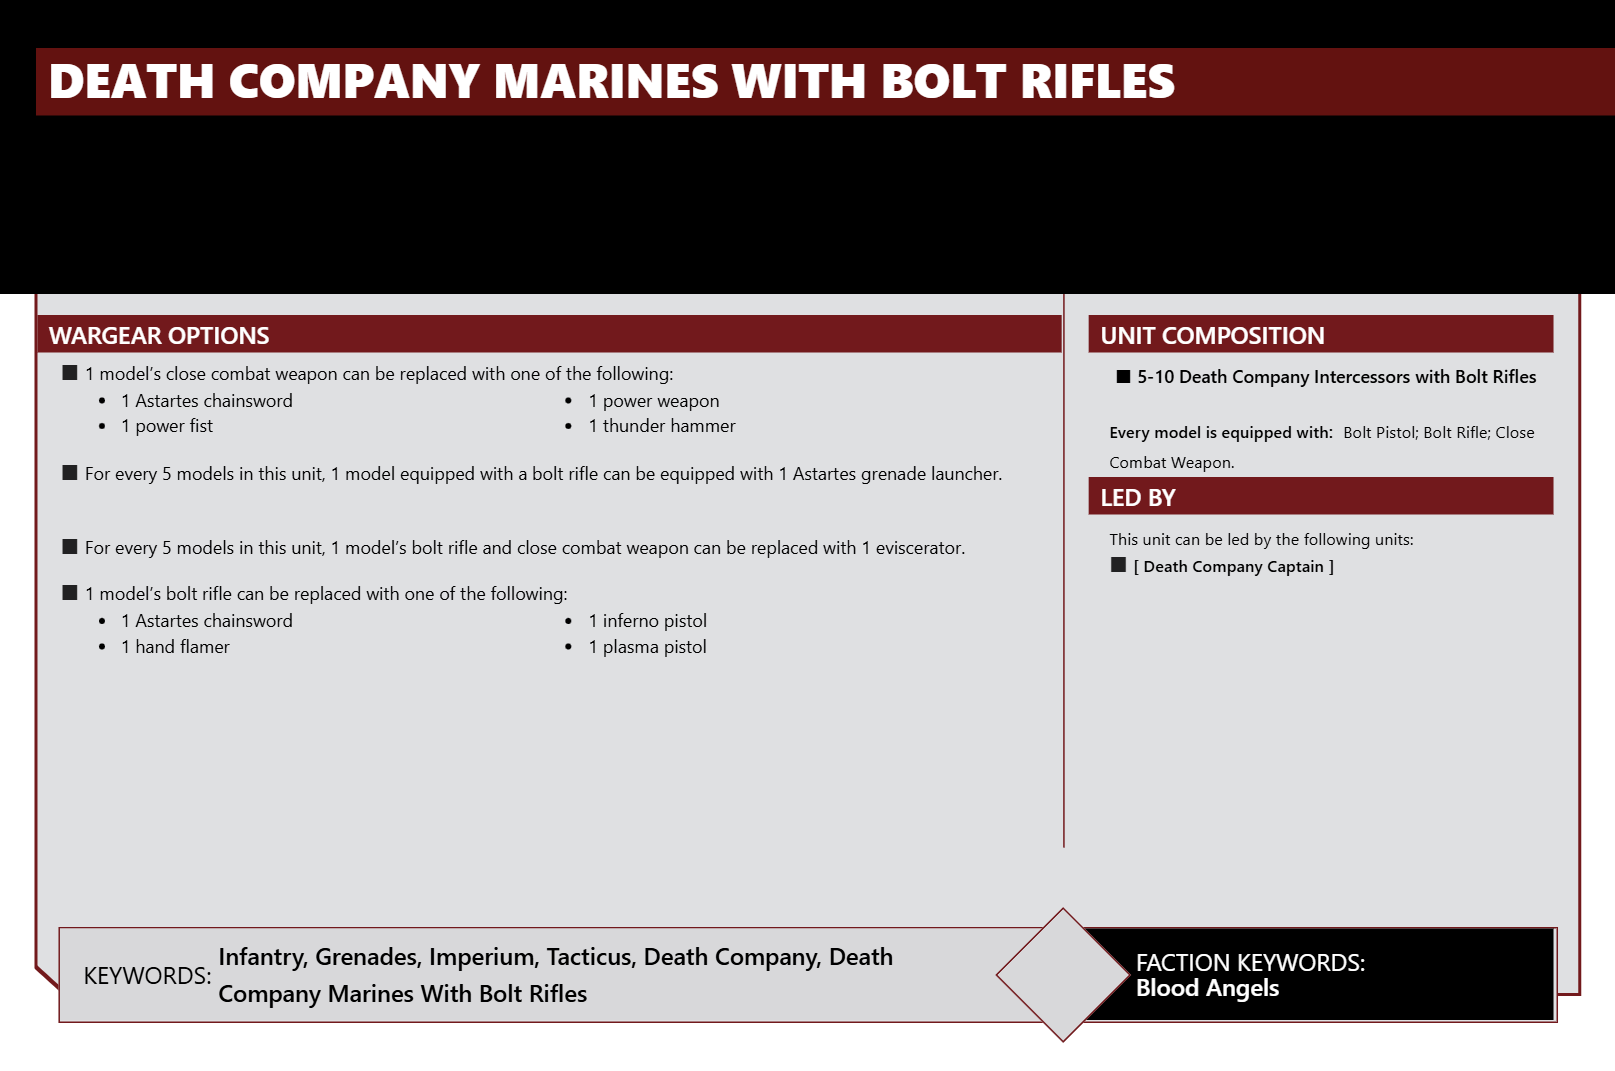 DEATH COMPANY MARINES WITH BOLT RIFLES
WARGEAR OPTIONS
■ 1 model’s close combat weapon can be replaced with one of the following:
• 1 Astartes chainsword
• 1 power fist
• 1 power weapon
• 1 thunder hammer
■ For every 5 models in this unit, 1 model equipped with a bolt rifle can be equipped with 1 Astartes grenade launcher.
■ For every 5 models in this unit, 1 model’s bolt rifle and close combat weapon can be replaced with 1 eviscerator.
■ 1 model’s bolt rifle can be replaced with one of the following:
• 1 Astartes chainsword
• 1 hand flamer
• 1 inferno pistol
• 1 plasma pistol
UNIT COMPOSITION
■ 5-10 Death Company Intercessors with Bolt Rifles
Every model is equipped with: Bolt Pistol; Bolt Rifle; Close
Combat Weapon.
LED BY
This unit can be led by the following units:
■ [ Death Company Captain ]
KEYWORDS: Infantry, Grenades, Imperium, Tacticus, Death Company, Death
Company Marines With Bolt Rifles
FACTION KEYWORDS:
Blood Angels